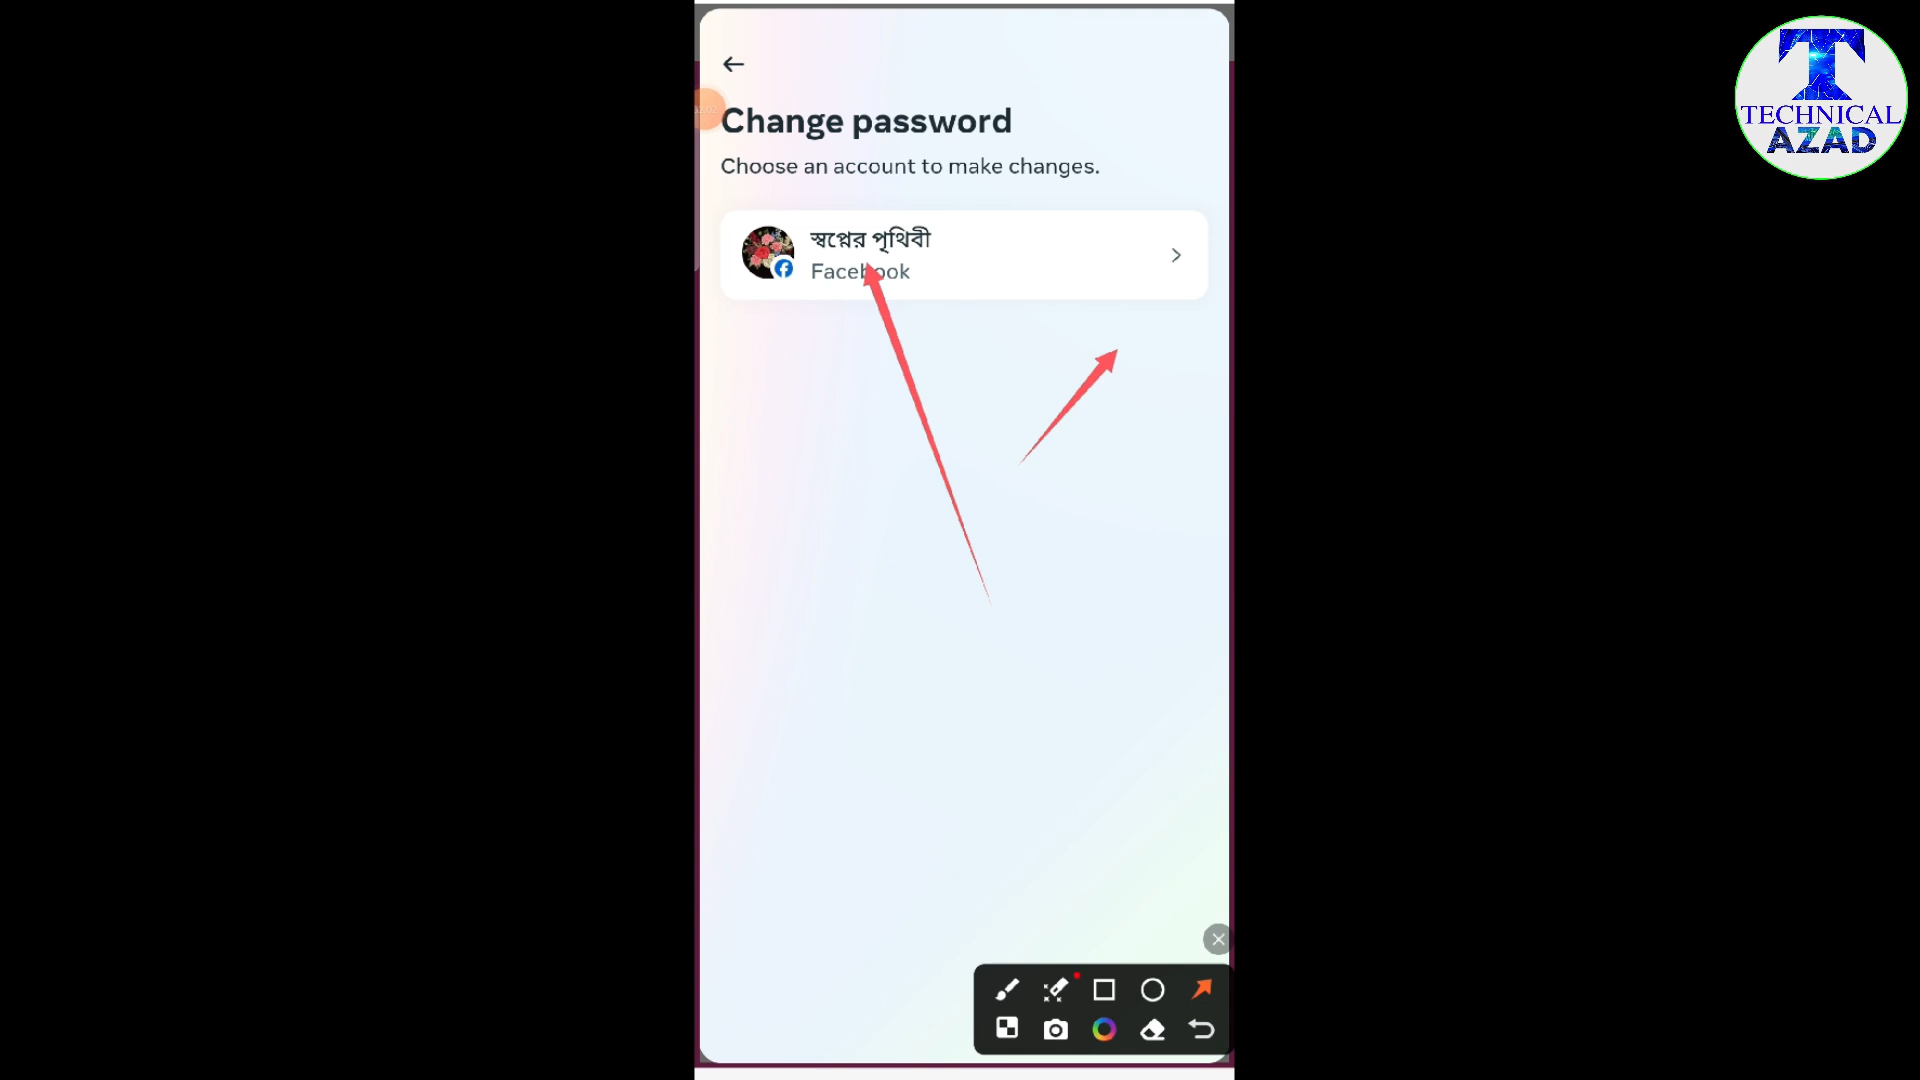 Change password
Choose an account to make changes.
স্বপ্নের পৃথিবী
Facebook
TECHNICAL
AZAD